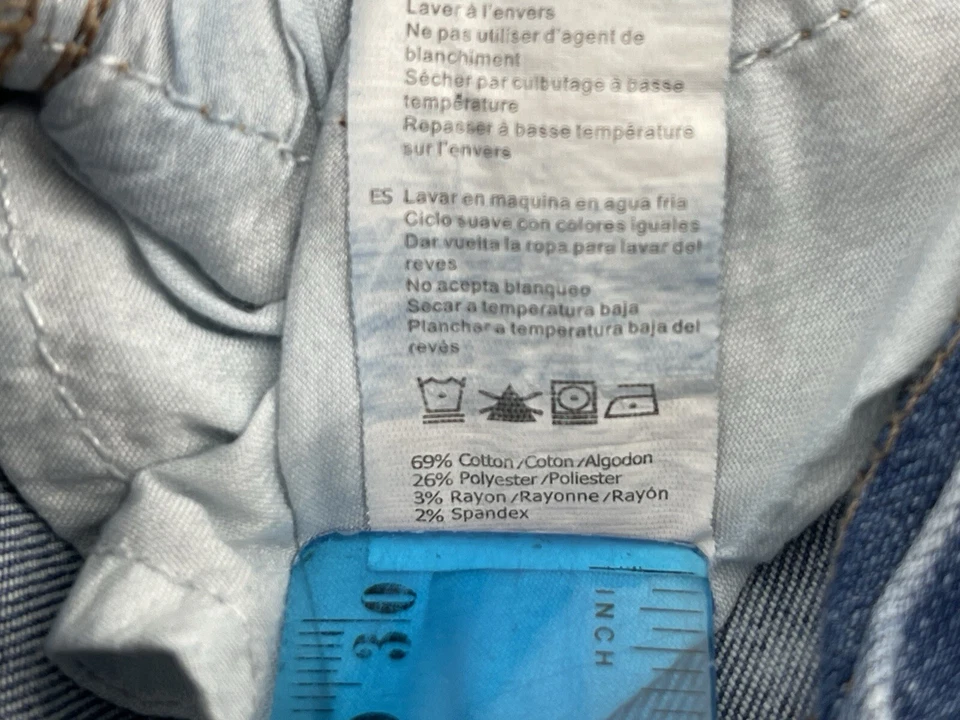 Laver à l'envers
Ne pas utiliser d'agent de
blanchiment
Sécher par culbutage à basse
température
Repasser à basse température
sur l'envers
ES Lavar en maquina en agua fria
Ciclo suave con colores iguales
Dar vuelta la ropa para lavar del
reves
No acepta blanqueo
Secar a temperatura baja
Planchar a temperatura baja del
revès
69% Cotton/Coton/Algodon
26% Polyester/Poliester
3% Rayon/Rayonne/Rayón
2% Spandex
30
INCH